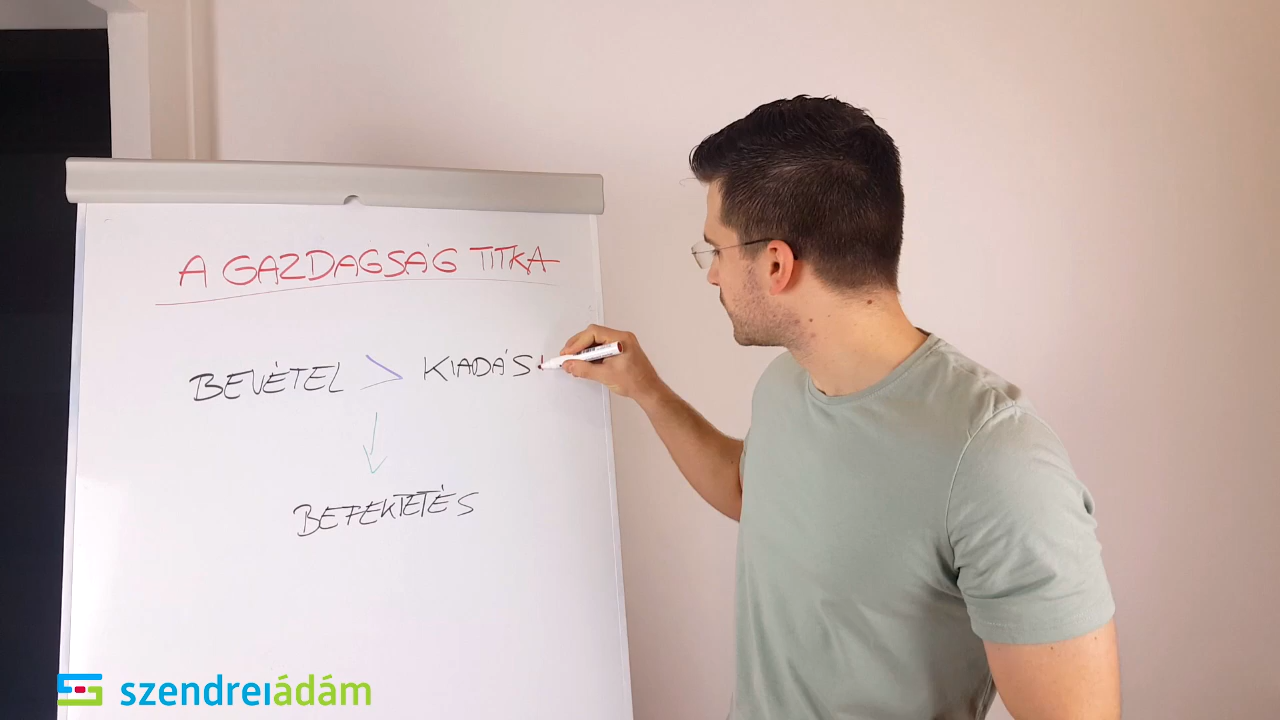 A GAZDAGSÁG TITKA
BEVÉTEL > KIADÁS
BEFEKTETÉS
szendreiádám